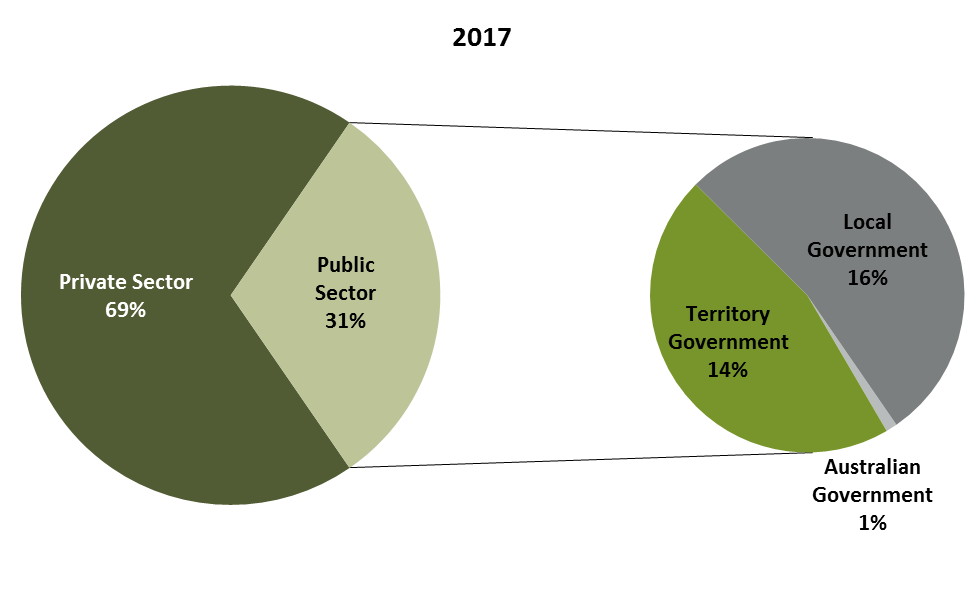 2017
Private Sector
69%
Public
Sector
31%
Local
Government
16%
Territory
Government
14%
Australian
Government
1%